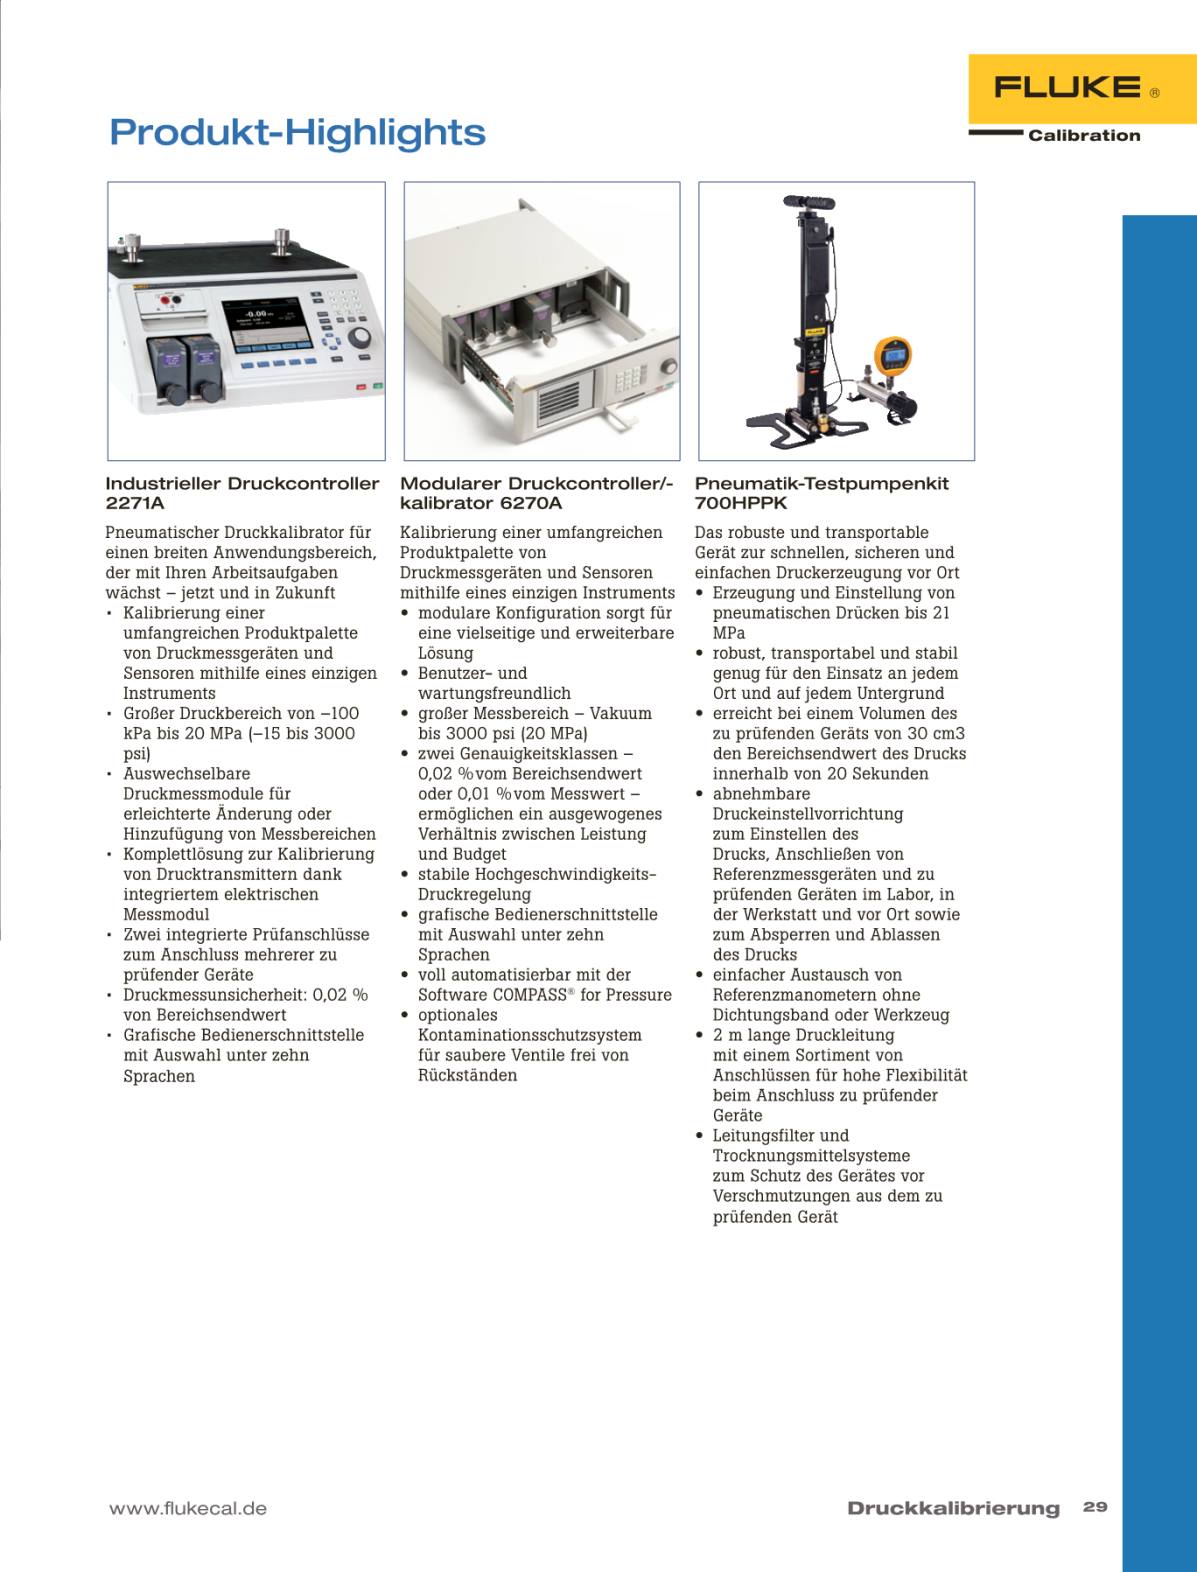 FLUKE ®
Calibration
Produkt-Highlights
Industrieller Druckcontroller
2271A
Pneumatischer Druckkalibrator für
einen breiten Anwendungsbereich,
der mit Ihren Arbeitsaufgaben
wächst – jetzt und in Zukunft
· Kalibrierung einer
umfangreichen Produktpalette
von Druckmessgeräten und
Sensoren mithilfe eines einzigen
Instruments
· Großer Druckbereich von –100
kPa bis 20 MPa (–15 bis 3000
psi)
· Auswechselbare
Druckmessmodule für
erleichterte Änderung oder
Hinzufügung von Messbereichen
· Komplettlösung zur Kalibrierung
von Drucktransmittern dank
integriertem elektrischen
Messmodul
· Zwei integrierte Prüfanschlüsse
zum Anschluss mehrerer zu
prüfender Geräte
· Druckmessunsicherheit: 0,02 %
von Bereichsendwert
· Grafische Bedienerschnittstelle
mit Auswahl unter zehn
Sprachen
Modularer Druckcontroller/-
kalibrator 6270A
Kalibrierung einer umfangreichen
Produktpalette von
Druckmessgeräten und Sensoren
mithilfe eines einzigen Instruments
• modulare Konfiguration sorgt für
eine vielseitige und erweiterbare
Lösung
• Benutzer- und
wartungsfreundlich
• großer Messbereich – Vakuum
bis 3000 psi (20 MPa)
• zwei Genauigkeitsklassen –
0,02 % vom Bereichsendwert
oder 0,01 % vom Messwert –
ermöglichen ein ausgewogenes
Verhältnis zwischen Leistung
und Budget
• stabile Hochgeschwindigkeits-
Druckregelung
• grafische Bedienerschnittstelle
mit Auswahl unter zehn
Sprachen
• voll automatisierbar mit der
Software COMPASS® for Pressure
• optionales
Kontaminationsschutzsystem
für saubere Ventile frei von
Rückständen
Pneumatik-Testpumpenkit
700HPPK
Das robuste und transportable
Gerät zur schnellen, sicheren und
einfachen Druckerzeugung vor Ort
• Erzeugung und Einstellung von
pneumatischen Drücken bis 21
MPa
• robust, transportabel und stabil
genug für den Einsatz an jedem
Ort und auf jedem Untergrund
• erreicht bei einem Volumen des
zu prüfenden Geräts von 30 cm3
den Bereichsendwert des Drucks
innerhalb von 20 Sekunden
• abnehmbare
Druckeinstellvorrichtung
zum Einstellen des
Drucks, Anschließen von
Referenzmessgeräten und zu
prüfenden Geräten im Labor, in
der Werkstatt und vor Ort sowie
zum Absperren und Ablassen
des Drucks
• einfacher Austausch von
Referenzmanometern ohne
Dichtungsband oder Werkzeug
• 2 m lange Druckleitung
mit einem Sortiment von
Anschlüssen für hohe Flexibilität
beim Anschluss zu prüfender
Geräte
• Leitungsfilter und
Trocknungsmittelsysteme
zum Schutz des Gerätes vor
Verschmutzungen aus dem zu
prüfenden Gerät
www.flukecal.de
Druckkalibrierung 29